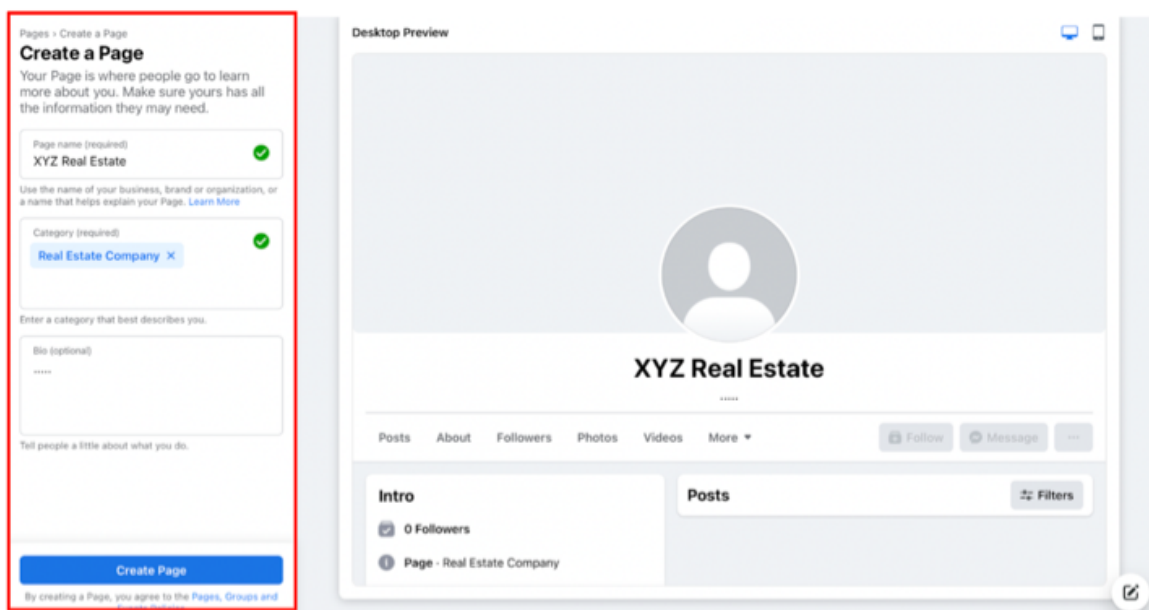 Pages › Create a Page
Create a Page
Your Page is where people go to learn
more about you. Make sure yours has all
the information they may need.
Page name (required)
XYZ Real Estate
Use the name of your business, brand or organization, or
a name that helps explain your Page. Learn More
Category (required)
Real Estate Company ×
Enter a category that best describes you.
Bio (optional)
.....
Tell people a little about what you do.
Create Page
By creating a Page, you agree to the Pages, Groups and
Events Policies
Desktop Preview
XYZ Real Estate
.....
Posts About Followers Photos Videos More
Follow Message ...
Intro
0 Followers
Page · Real Estate Company
Posts
Filters